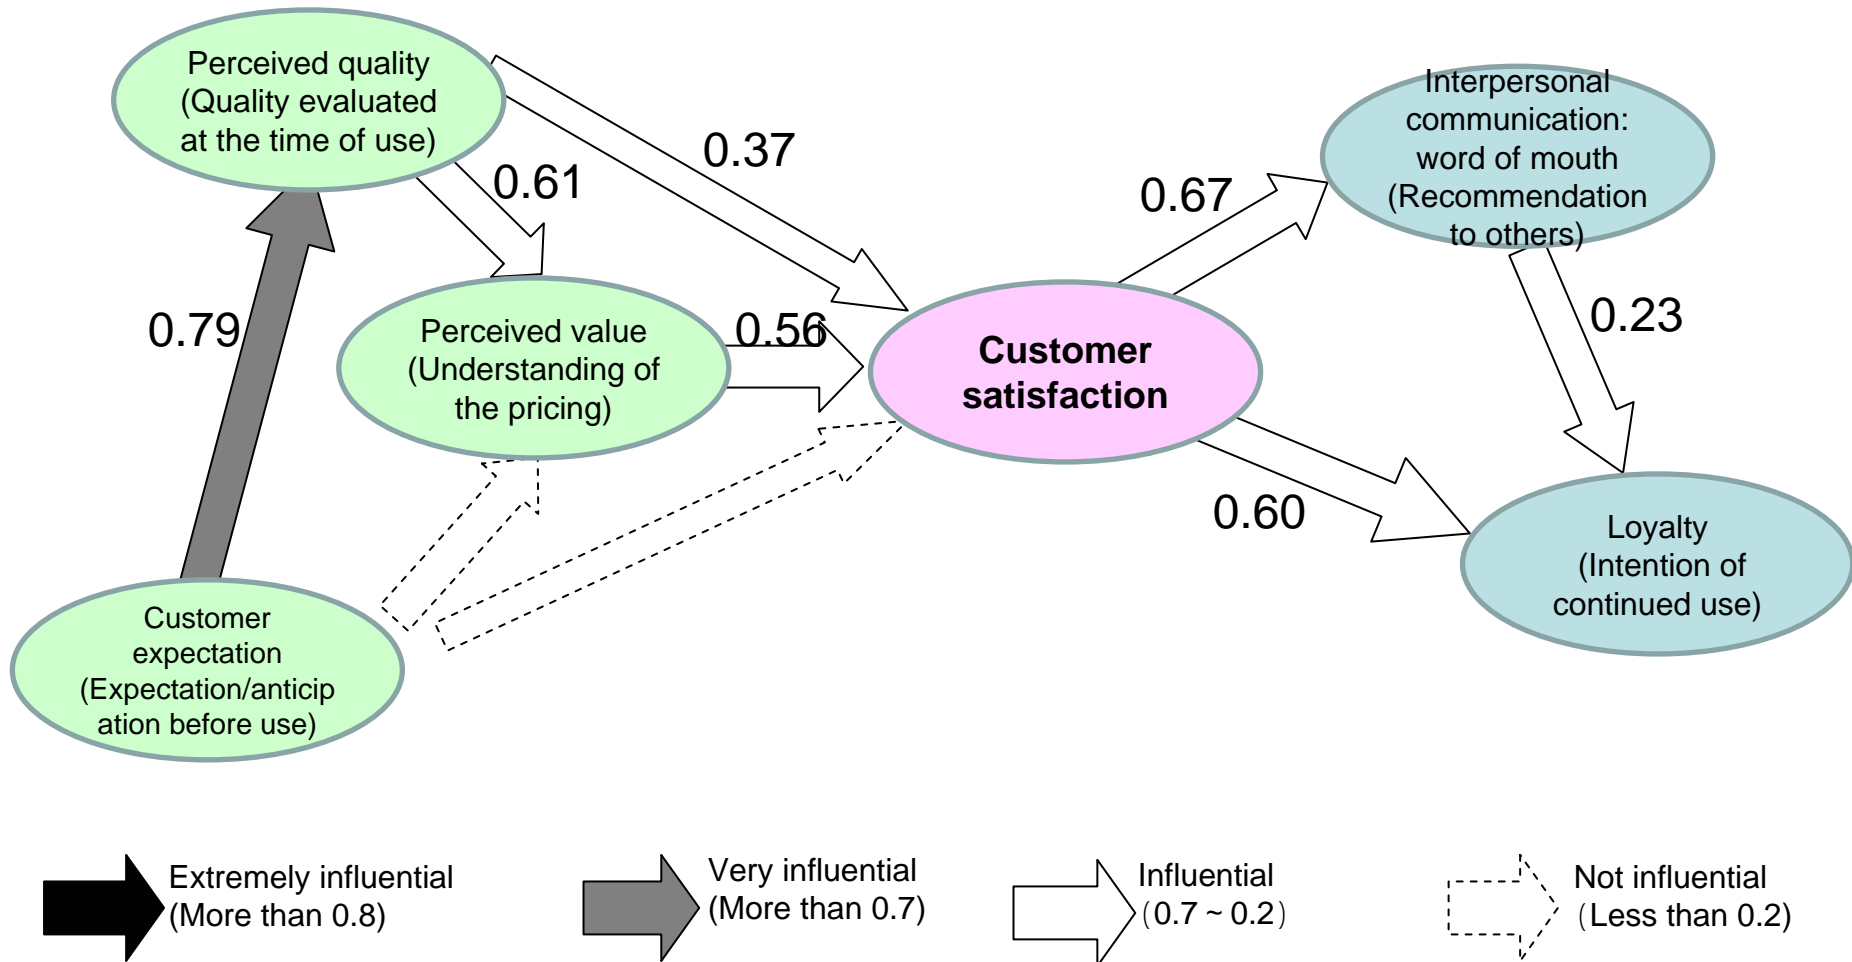 Perceived quality
(Quality evaluated
at the time of use)
0.37
0.61
0.79
Perceived value
(Understanding of
the pricing)
0.56
Customer
expectation
(Expectation/anticip
ation before use)
Customer
satisfaction
0.67
0.60
Interpersonal
communication:
word of mouth
(Recommendation
to others)
0.23
Loyalty
(Intention of
continued use)
Extremely influential
(More than 0.8)
Very influential
(More than 0.7)
Influential
(0.7 ~ 0.2)
Not influential
(Less than 0.2)